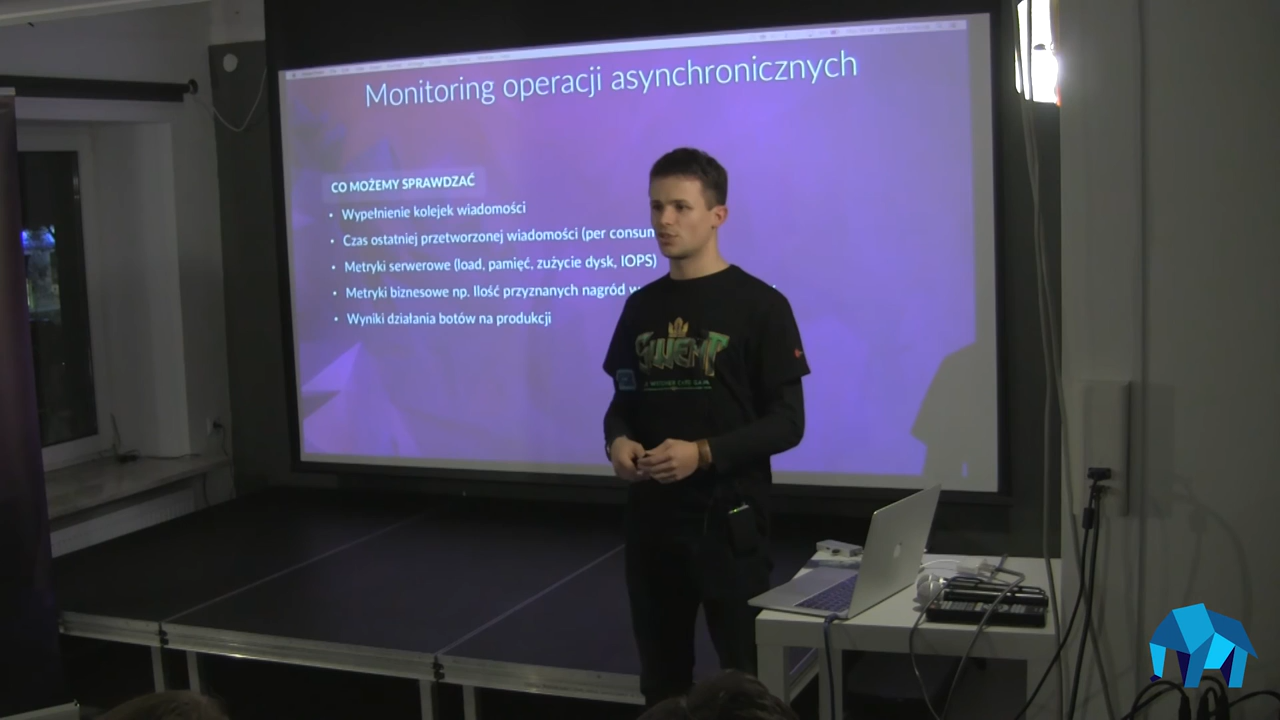 Monitoring operacji asynchronicznych
CO MOŻEMY SPRAWDZAĆ
• Wypełnienie kolejek wiadomości
• Czas ostatniej przetworzonej wiadomości (per consum
• Metryki serwerowe (load, pamięć, zużycie dysk, IOPS)
• Metryki biznesowe np. Ilość przyznanych nagród w
• Wyniki działania botów na produkcji
GWENT